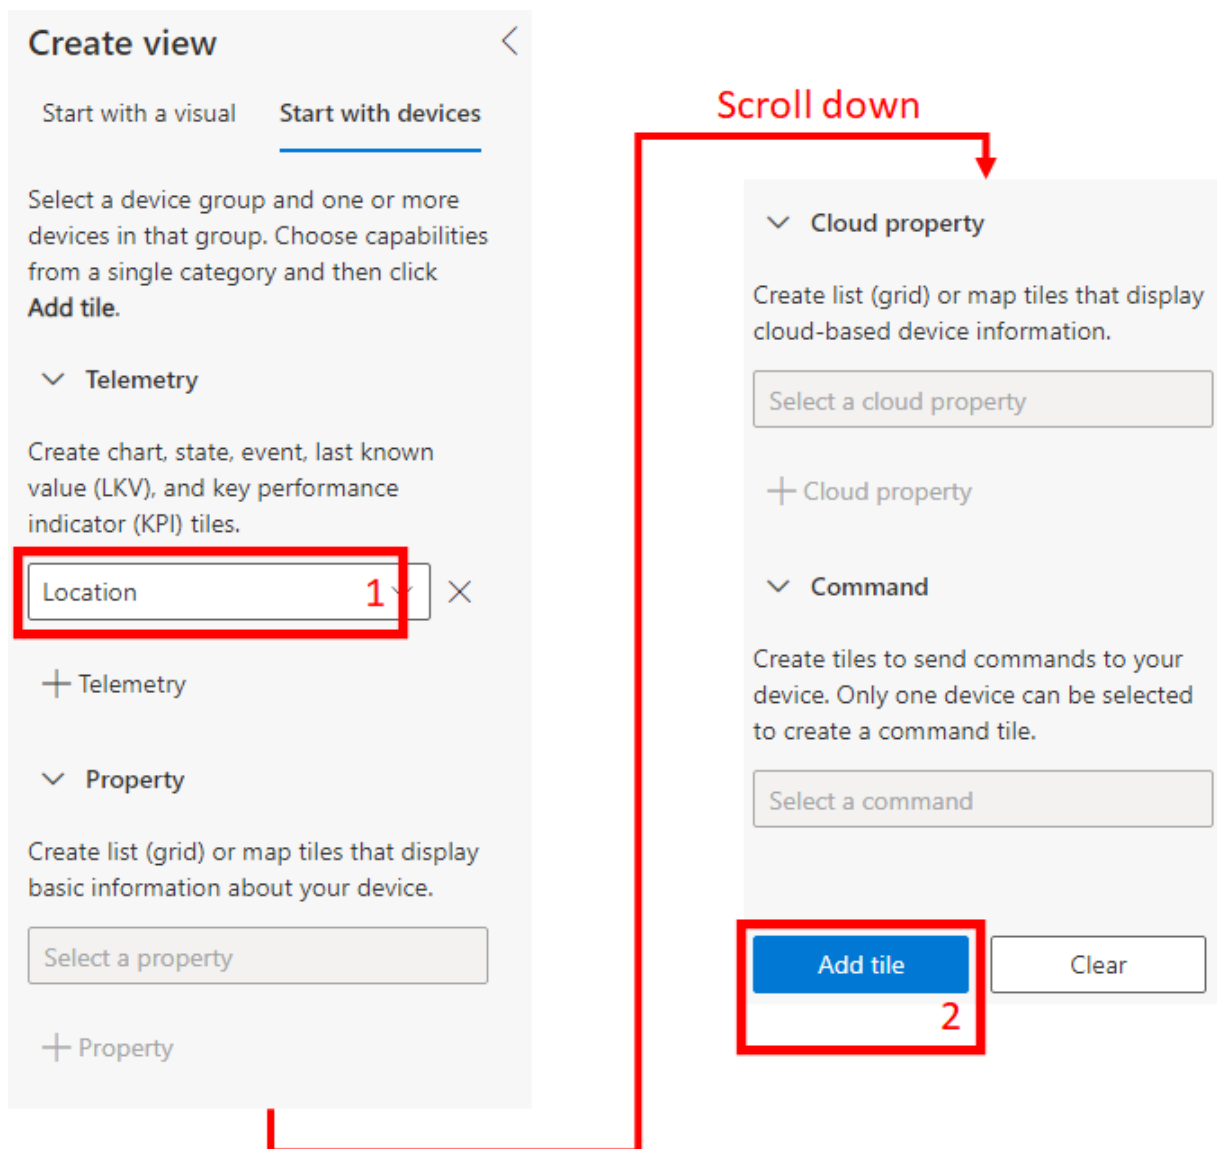 Create view
Start with a visual
Start with devices
Select a device group and one or more
devices in that group. Choose capabilities
from a single category and then click
Add tile.
Telemetry
Create chart, state, event, last known
value (LKV), and key performance
indicator (KPI) tiles.
Location
1
Telemetry
Property
Create list (grid) or map tiles that display
basic information about your device.
Select a property
Property
Scroll down
Cloud property
Create list (grid) or map tiles that display
cloud-based device information.
Select a cloud property
Cloud property
Command
Create tiles to send commands to your
device. Only one device can be selected
to create a command tile.
Select a command
Add tile
Clear
2